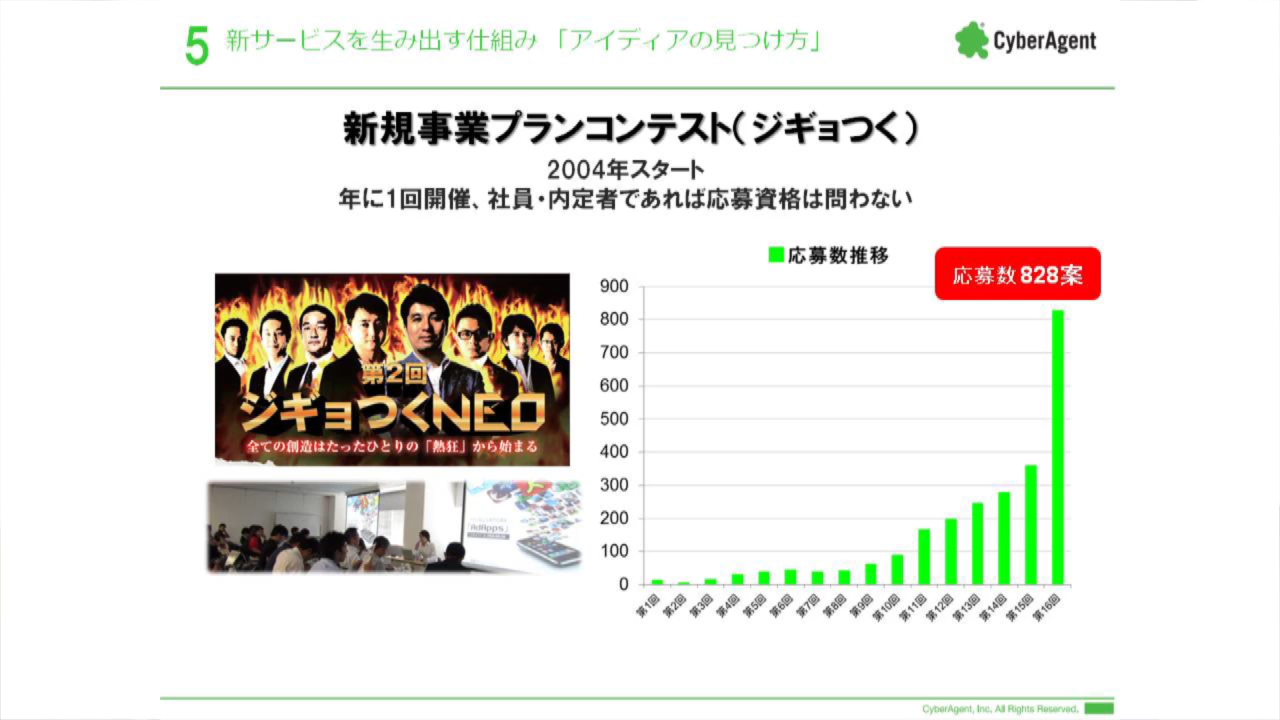 5 新サービスを生み出す仕組み 「アイディアの見つけ方」
CyberAgent
新規事業プランコンテスト(ジギョつく)
2004年スタート
年に1回開催、社員・内定者であれば応募資格は問わない
第2回
ジギョつくNEO
全ての創造はたったひとりの「熱狂」から始まる
「AdApps」
応募数推移
応募数828案
900
800
700
600
500
400
300
200
100
0
第1回 第2回 第3回 第4回 第5回 第6回 第7回 第8回 第9回 第10回 第11回 第12回 第13回 第14回 第15回 第16回
CyberAgent, Inc. All Rights Reserved.